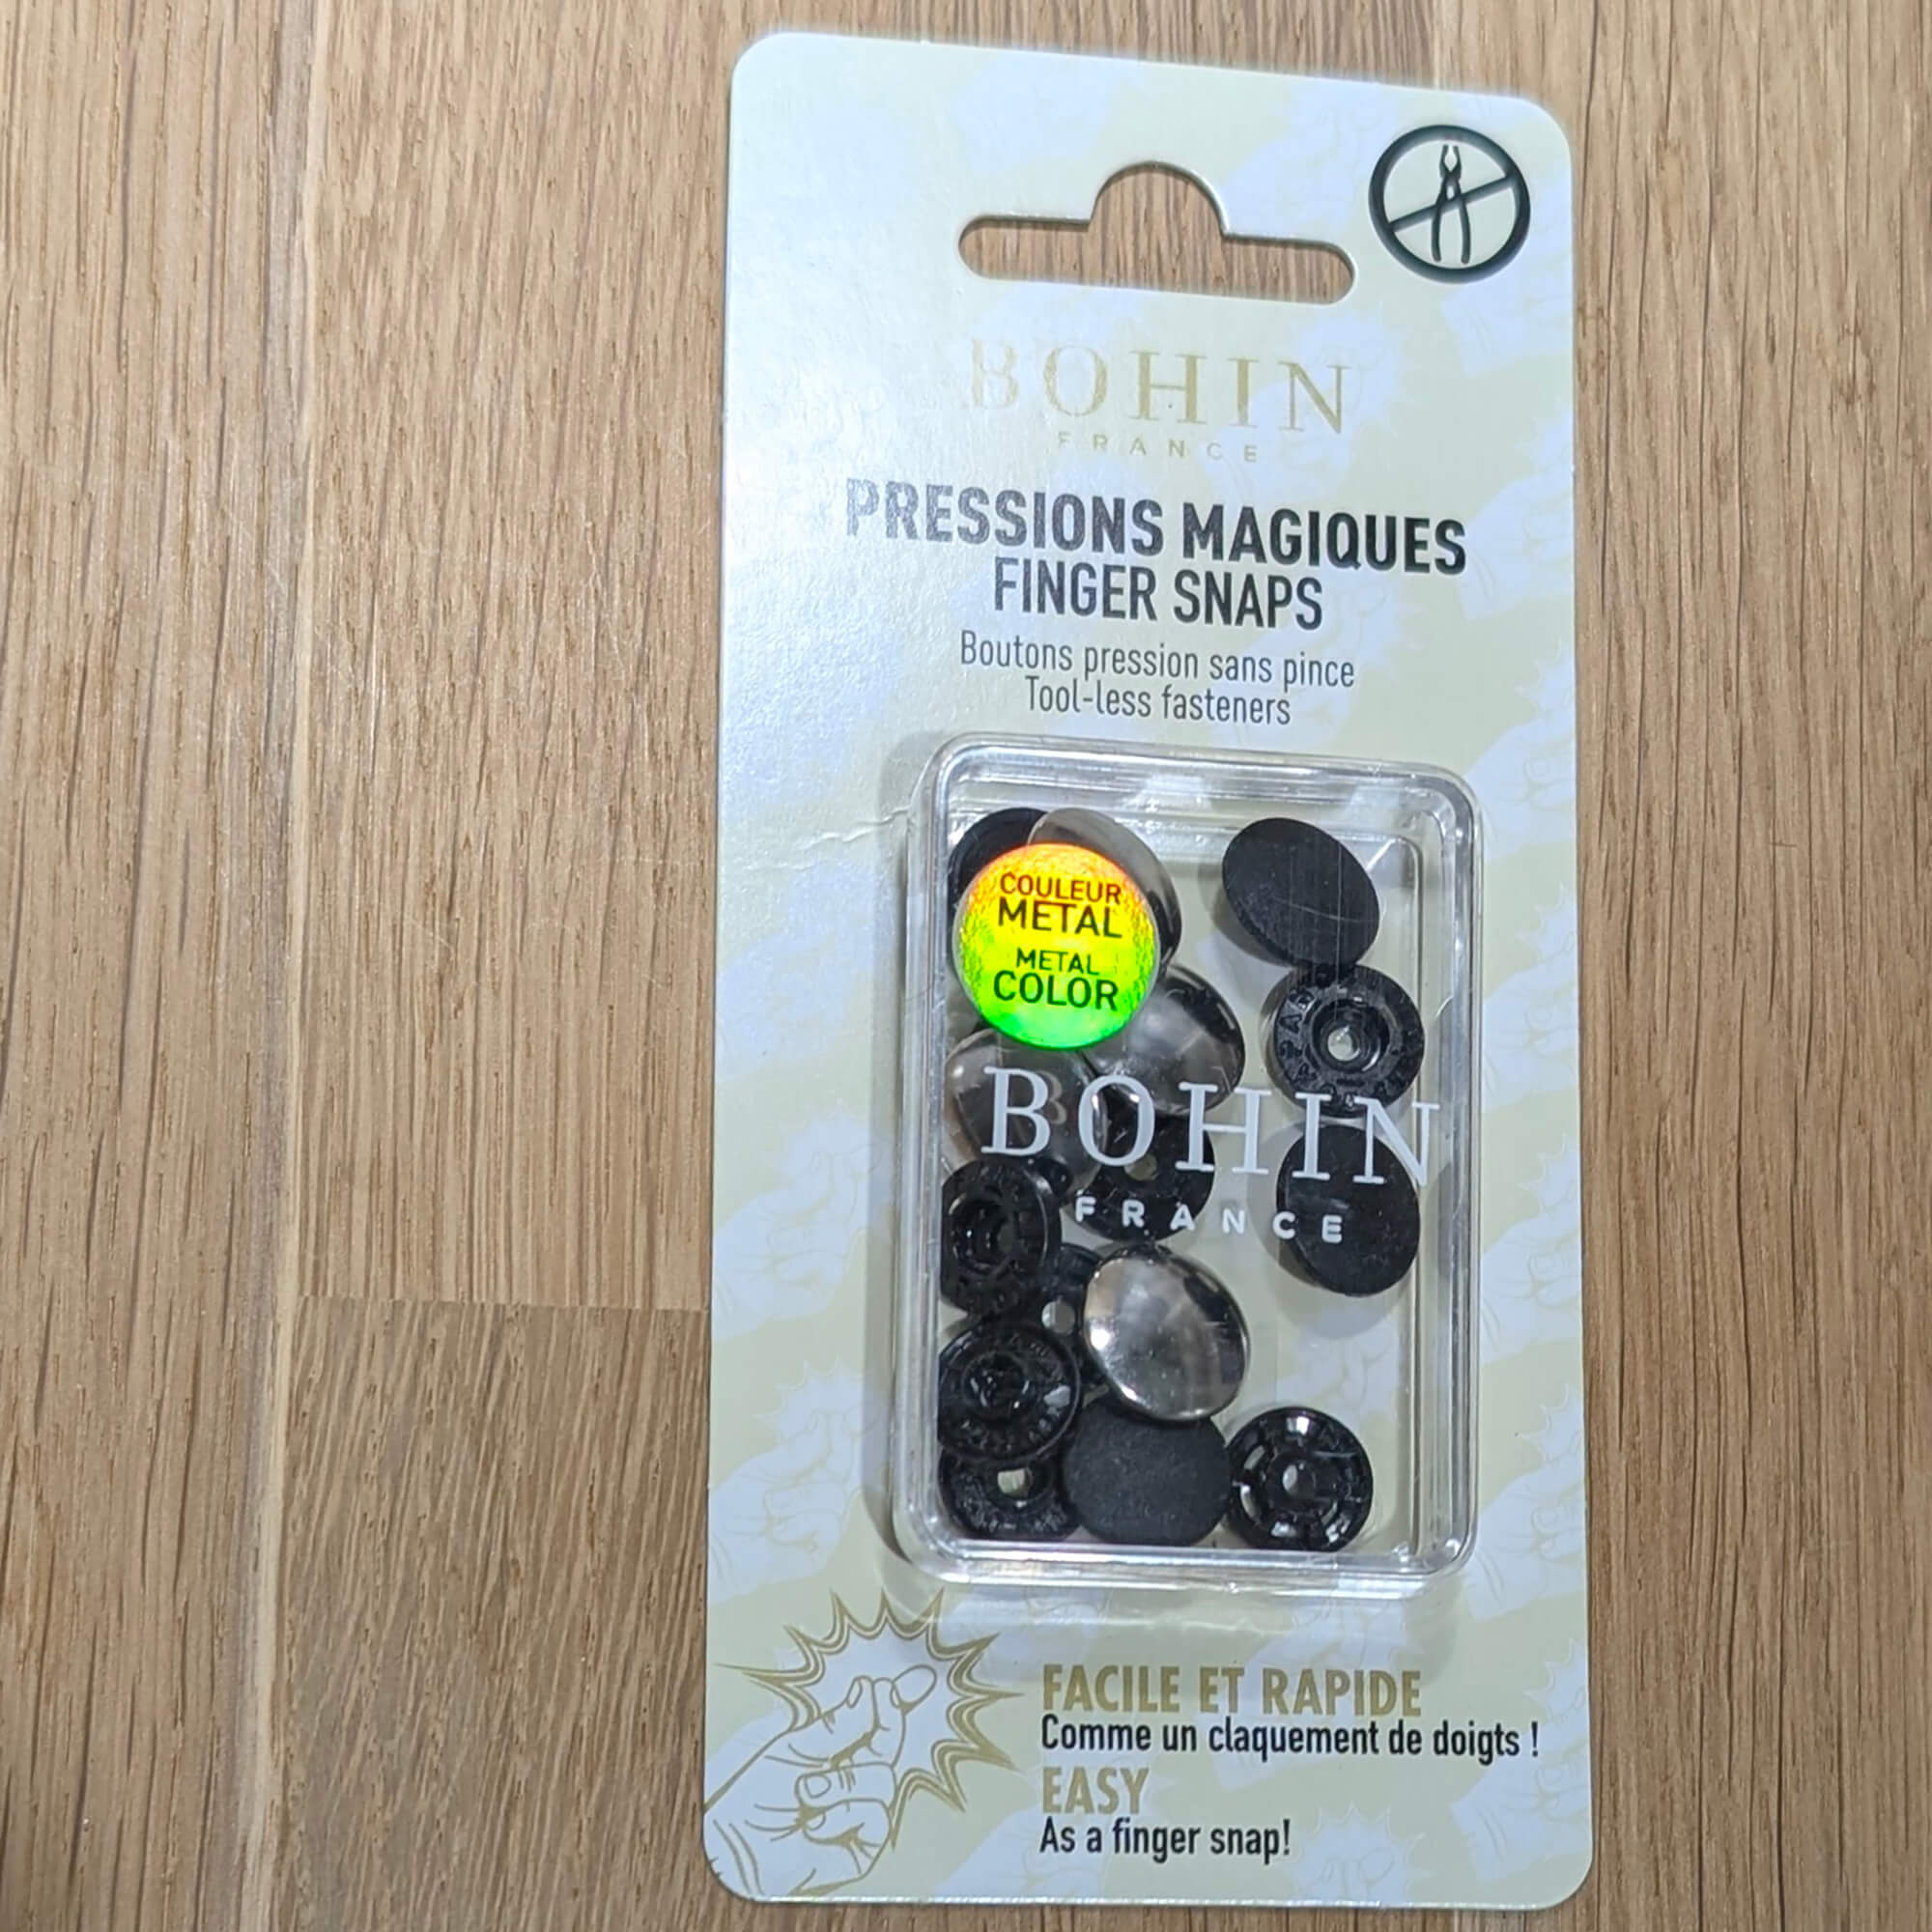 BOHIN
FRANCE
PRESSIONS MAGIQUES
FINGER SNAPS
Boutons pression sans pince
Tool-less fasteners
COULEUR
METAL
METAL
COLOR
BOHIN
FRANCE
FACILE ET RAPIDE
Comme un claquement de doigts !
EASY
As a finger snap!